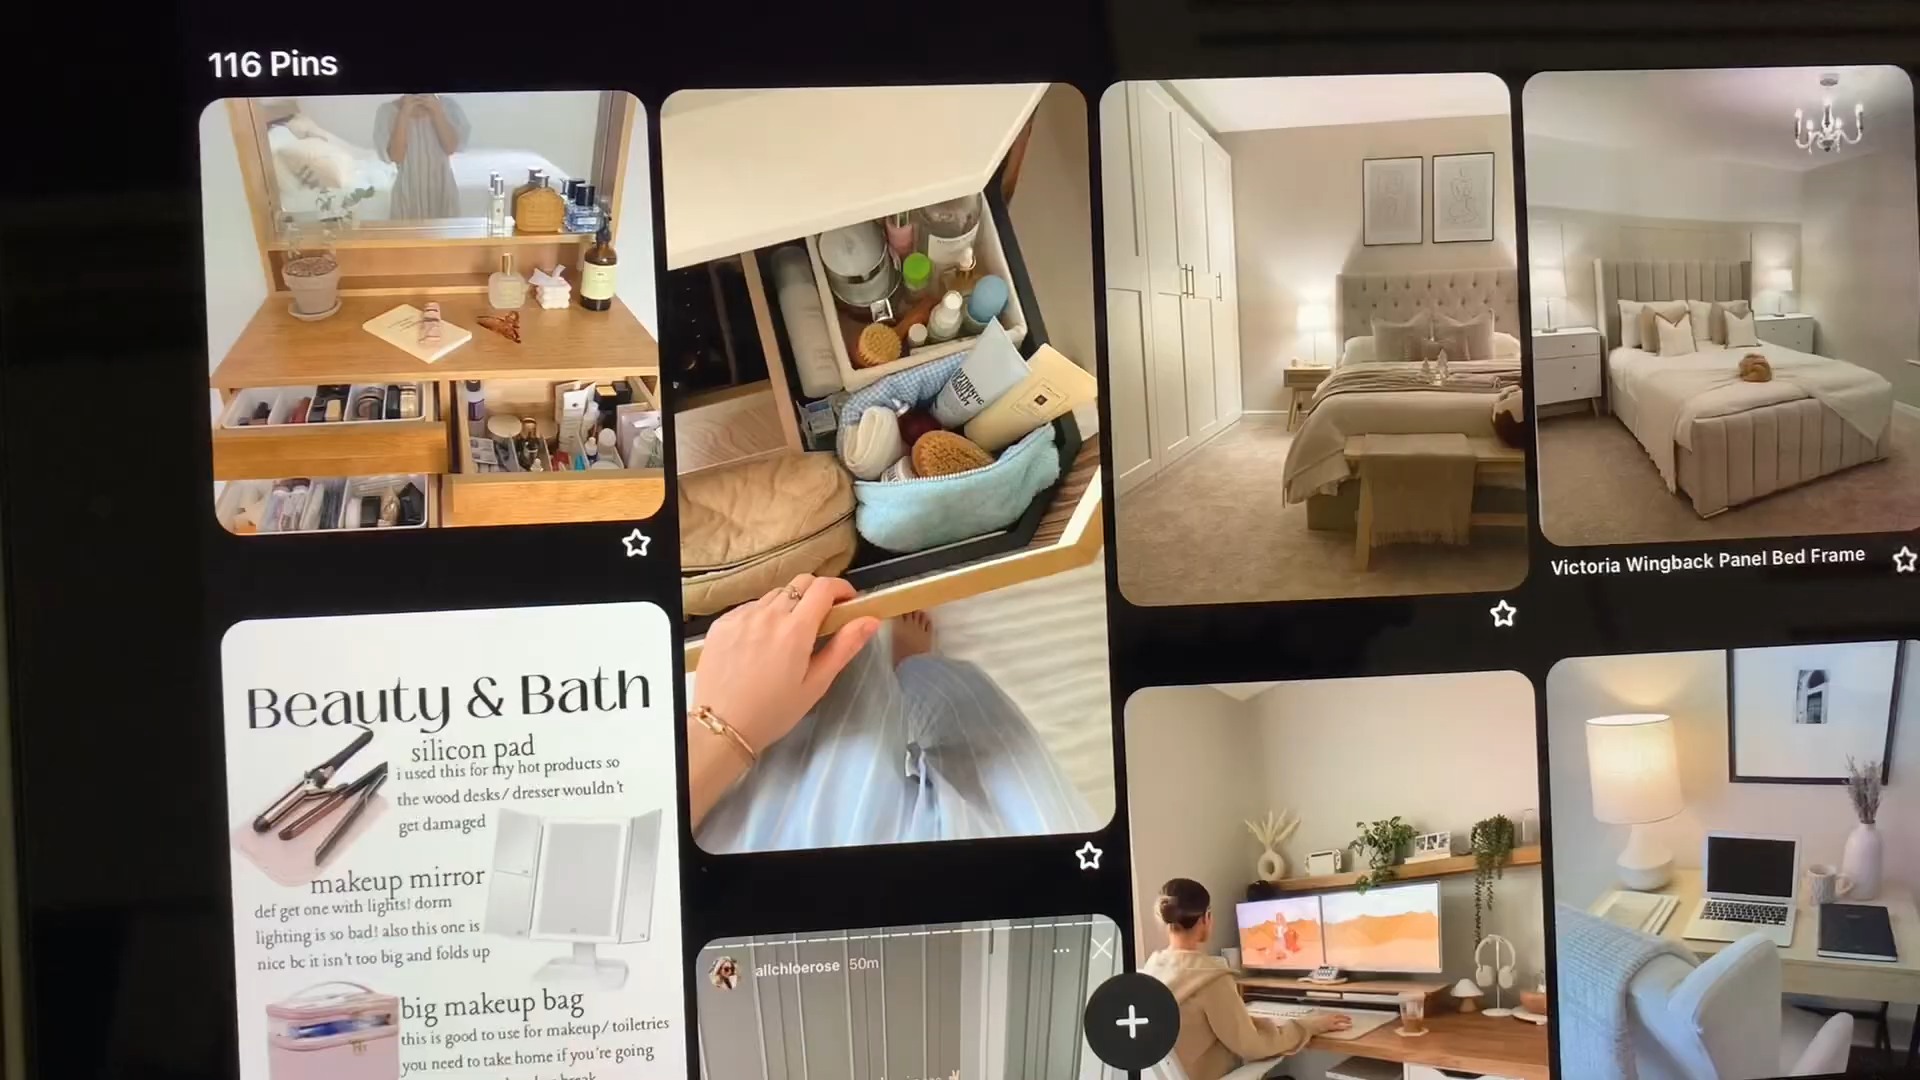 116 Pins
AUTHENTIC
BEAUTY
CONCEPT
Victoria Wingback Panel Bed Frame
Beauty & Bath
silicon pad
i used this for my hot products so
the wood desks/ dresser wouldn't
get damaged
makeup mirror
def get one with lights! dorm
lighting is so bad! also this one is
nice bc it isn't too big and folds up
big makeup bag
this is good to use for makeup/ toiletries
you need to take home if you're going
allchloerose 50m